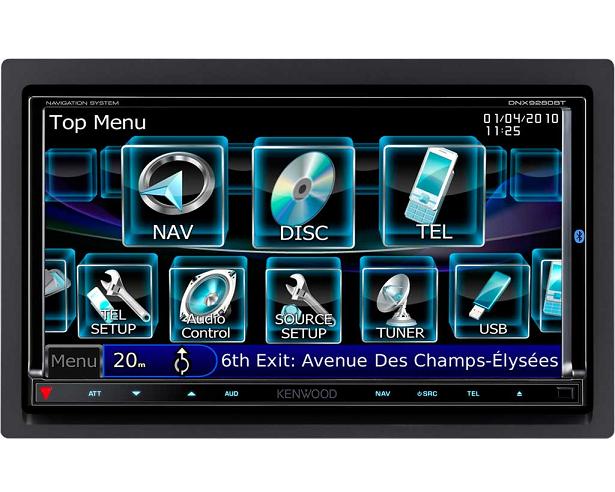 NAVIGATION SYSTEM
DNX9280BT
Top Menu
01/04/2010
11:25
NAV
DISC
TEL
TEL SETUP
Audio Control
SOURCE SETUP
TUNER
USB
Menu
20m
6th Exit: Avenue Des Champs-Élysées
ATT
AUD
KENWOOD
NAV
SRC
TEL